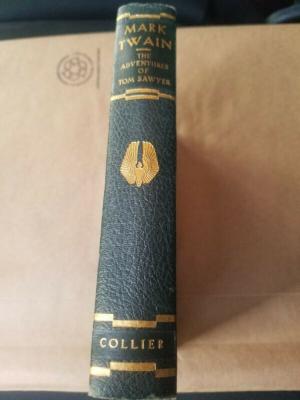 MARK
TWAIN
THE
ADVENTURES
OF
TOM SAWYER
COLLIER